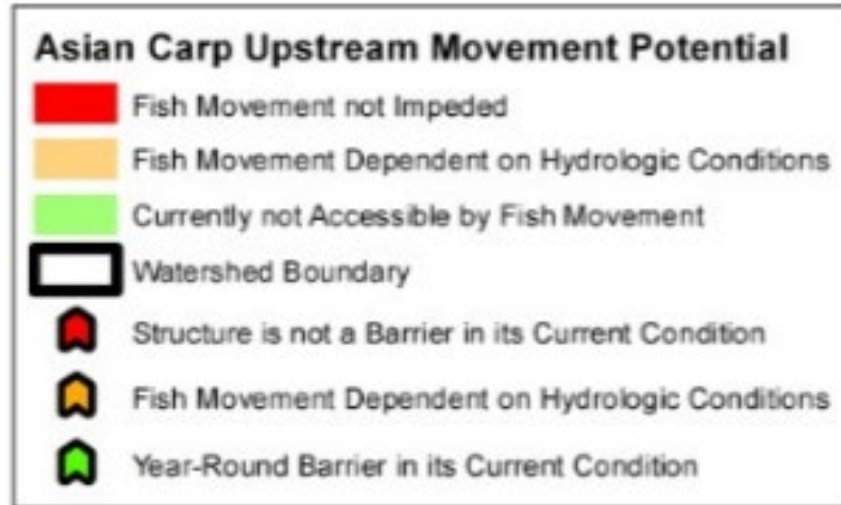 Asian Carp Upstream Movement Potential
Fish Movement not Impeded
Fish Movement Dependent on Hydrologic Conditions
Currently not Accessible by Fish Movement
Watershed Boundary
Structure is not a Barrier in its Current Condition
Fish Movement Dependent on Hydrologic Conditions
Year-Round Barrier in its Current Condition